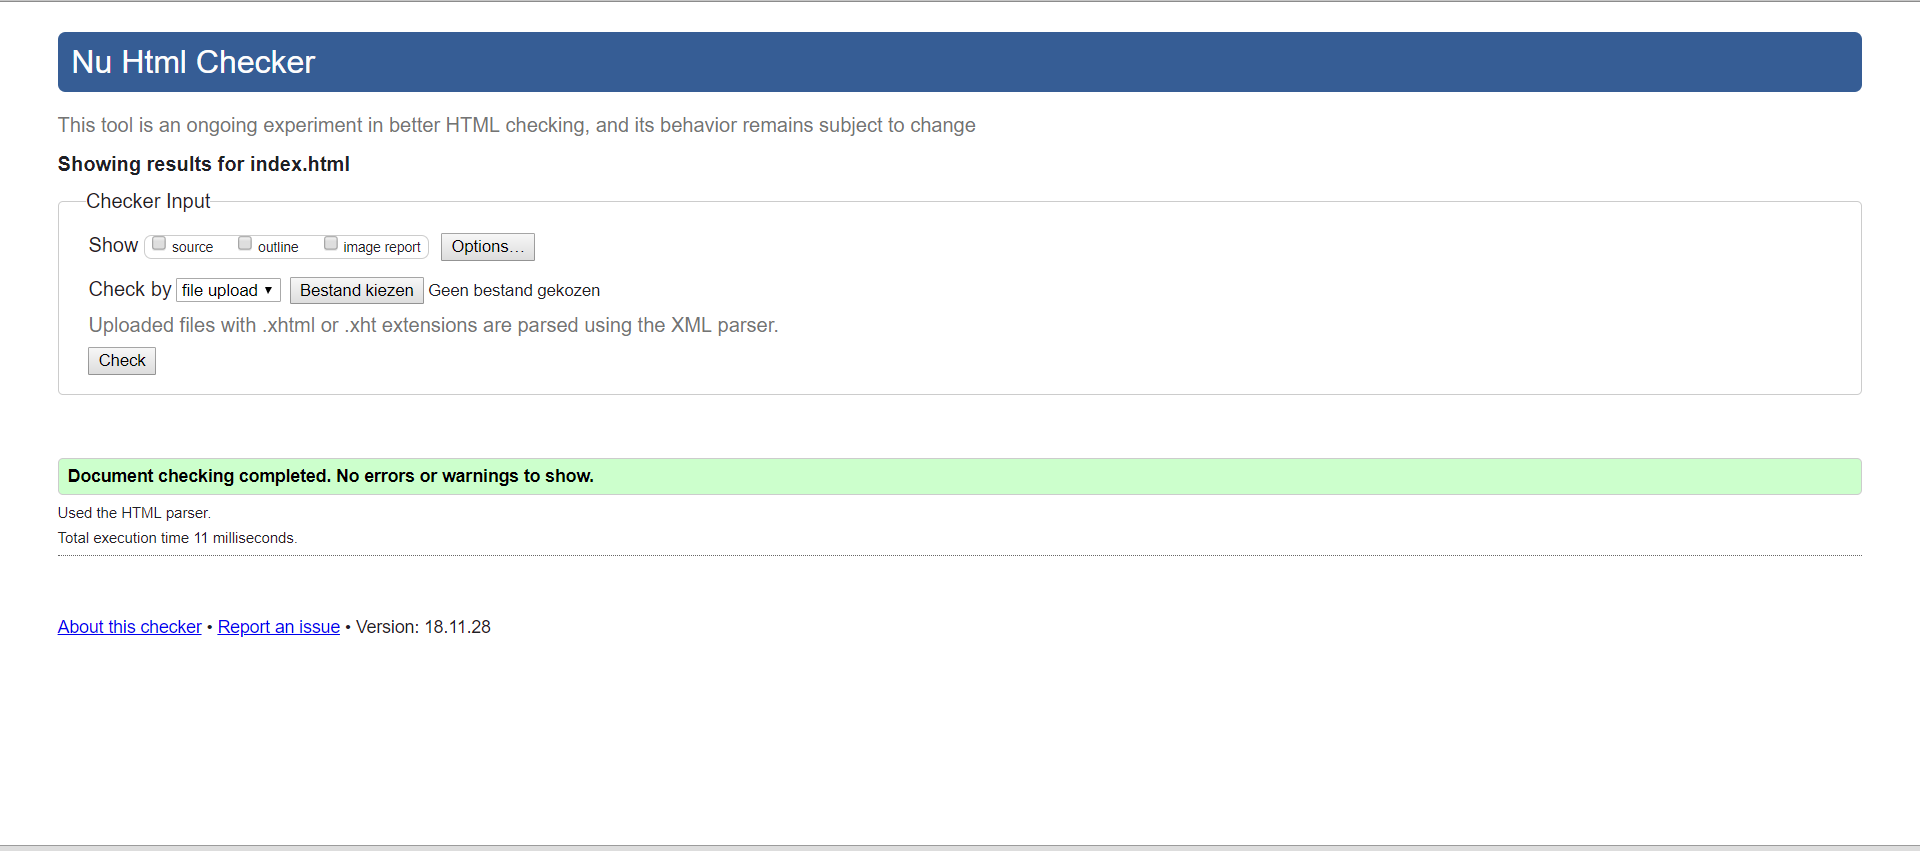 Nu Html Checker
This tool is an ongoing experiment in better HTML checking, and its behavior remains subject to change
Showing results for index.html
Checker Input
Show source outline image report Options…
Check by file upload Bestand kiezen Geen bestand gekozen
Uploaded files with .xhtml or .xht extensions are parsed using the XML parser.
Check
Document checking completed. No errors or warnings to show.
Used the HTML parser.
Total execution time 11 milliseconds.
About this checker • Report an issue • Version: 18.11.28